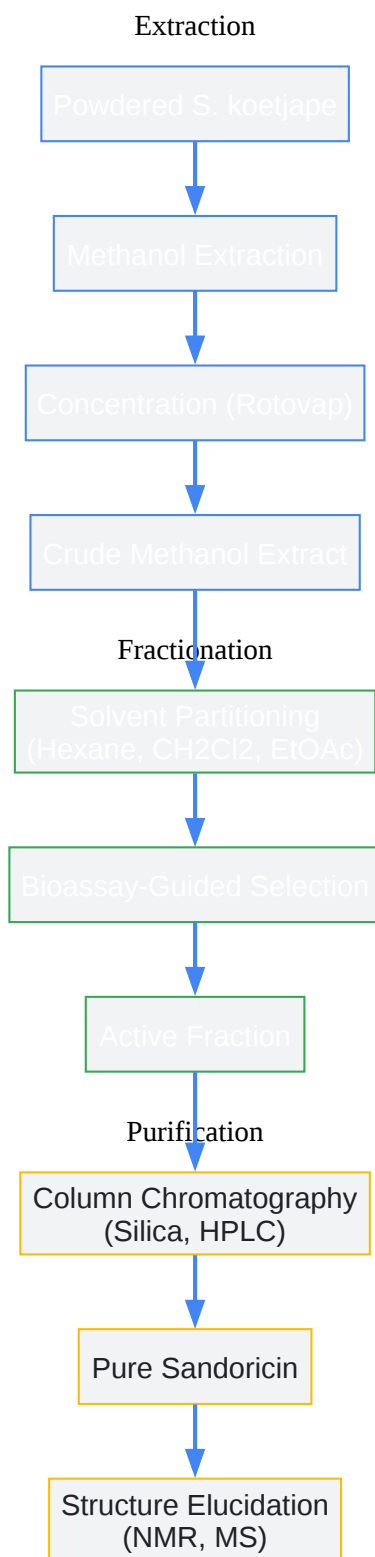 Extraction
Powdered S. koetjape
Methanol Extraction
Concentration (Rotovap)
Crude Methanol Extract
Fractionation
Solvent Partitioning
(Hexane, CH2Cl2, EtOAc)
Bioassay-Guided Selection
Active Fraction
Purification
Column Chromatography
(Silica, HPLC)
Pure Sandoricin
Structure Elucidation
(NMR, MS)